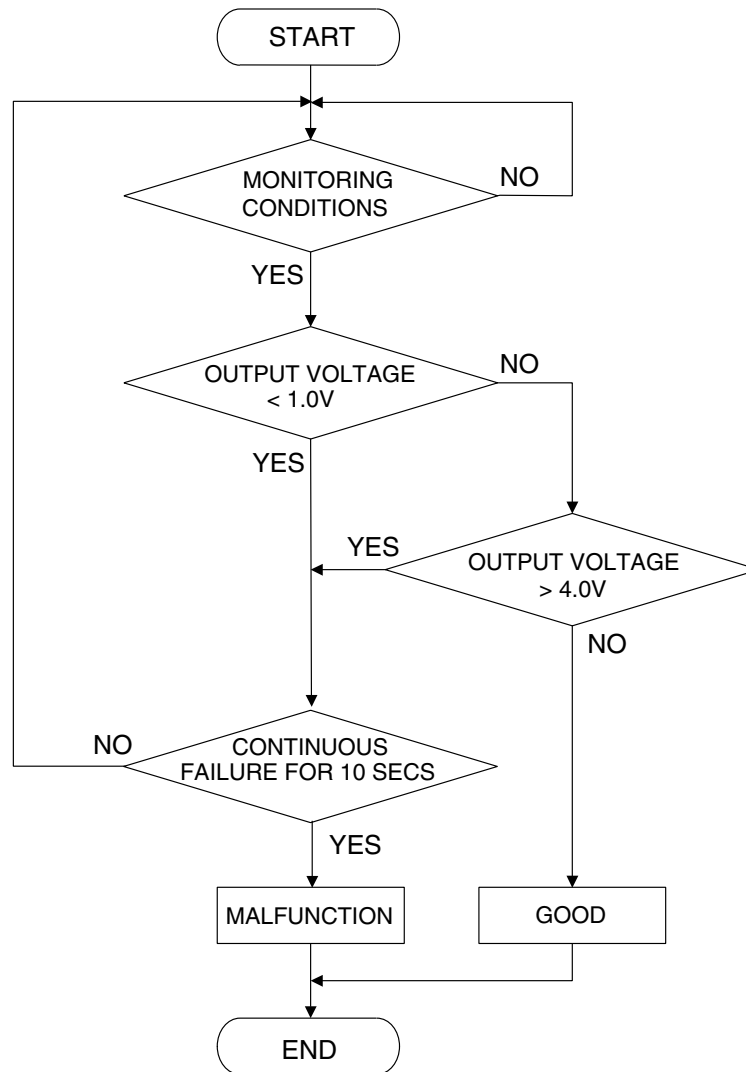 START
MONITORING
CONDITIONS
NO
YES
OUTPUT VOLTAGE
< 1.0V
NO
YES
YES
OUTPUT VOLTAGE
> 4.0V
NO
NO
CONTINUOUS
FAILURE FOR 10 SECS
YES
MALFUNCTION
GOOD
END